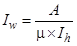 I_w = A / (μ × I_h)